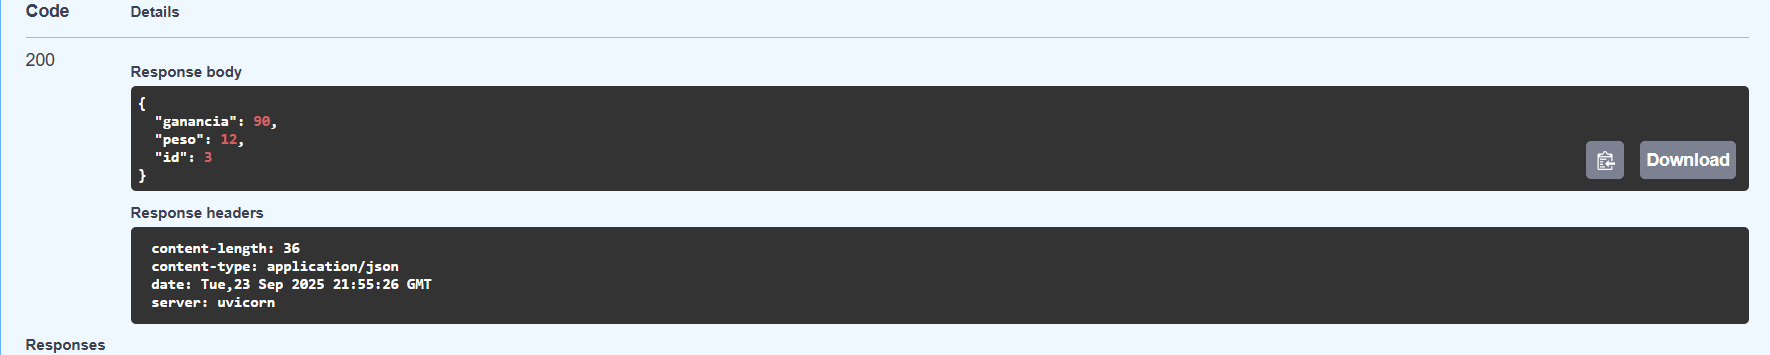 Code Details
200
Response body
{
  "ganancia": 90,
  "peso": 12,
  "id": 3
}
Download
Response headers
content-length: 36
content-type: application/json
date: Tue,23 Sep 2025 21:55:26 GMT
server: uvicorn
Responses